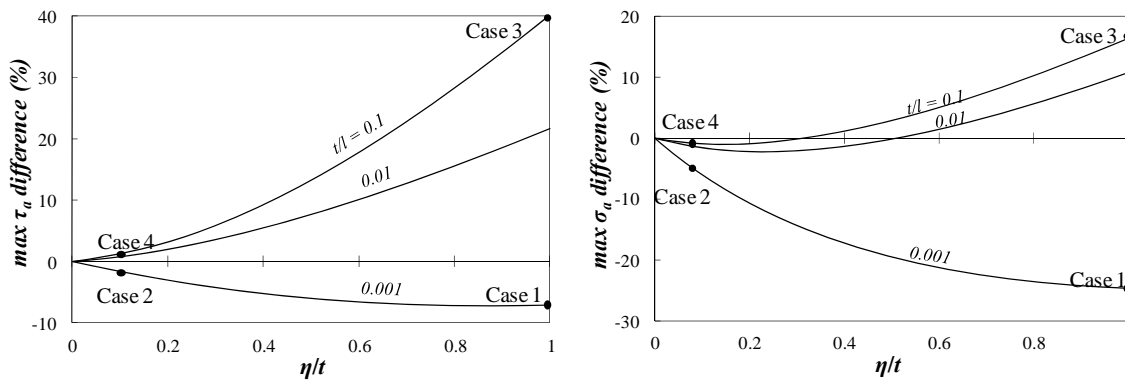 max τₐ difference (%)
40
30
20
10
0
-10
0
0.2
0.4
0.6
0.8
1
η/t
Case 3
t/l = 0.1
0.01
Case 4
Case 2
0.001
Case 1
max σₐ difference (%)
20
10
0
-10
-20
-30
0
0.2
0.4
0.6
0.8
η/t
Case 3
t/l = 0.1
0.01
Case 4
Case 2
0.001
Case 1